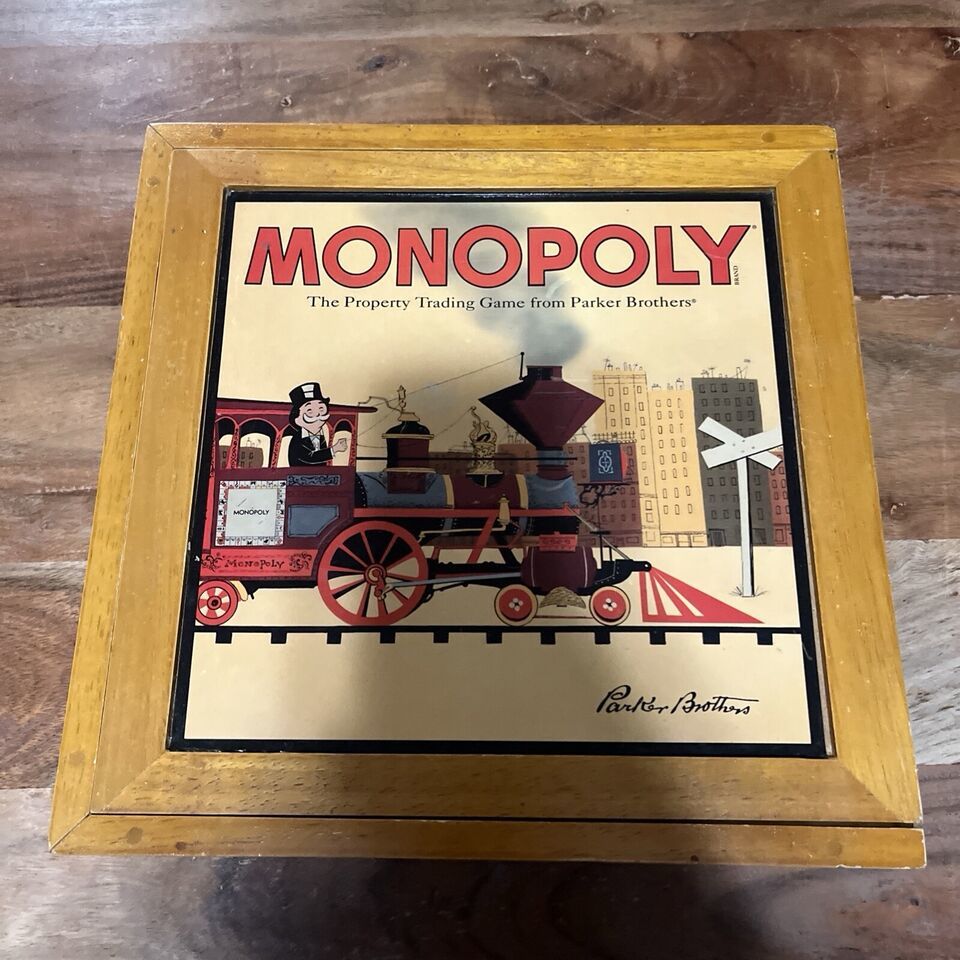 MONOPOLY®
BRAND
The Property Trading Game from Parker Brothers®
MONOPOLY
MONOPOLY
Parker Brothers